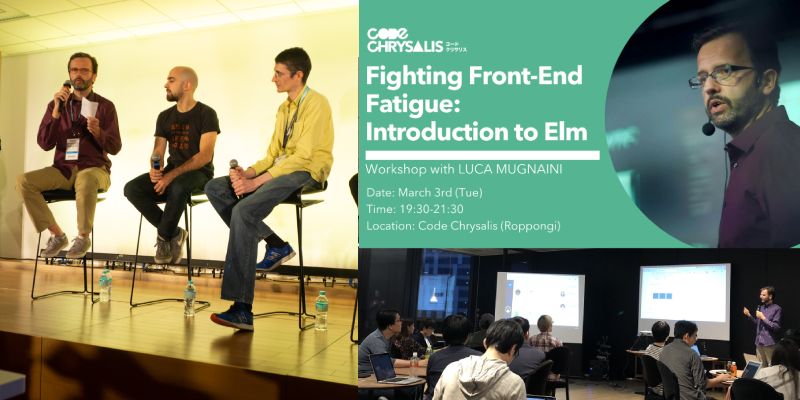 CODE
CHRYSALIS
コード
クリサリス
Fighting Front-End
Fatigue:
Introduction to Elm
Workshop with LUCA MUGNAINI
Date: March 3rd (Tue)
Time: 19:30-21:30
Location: Code Chrysalis (Roppongi)